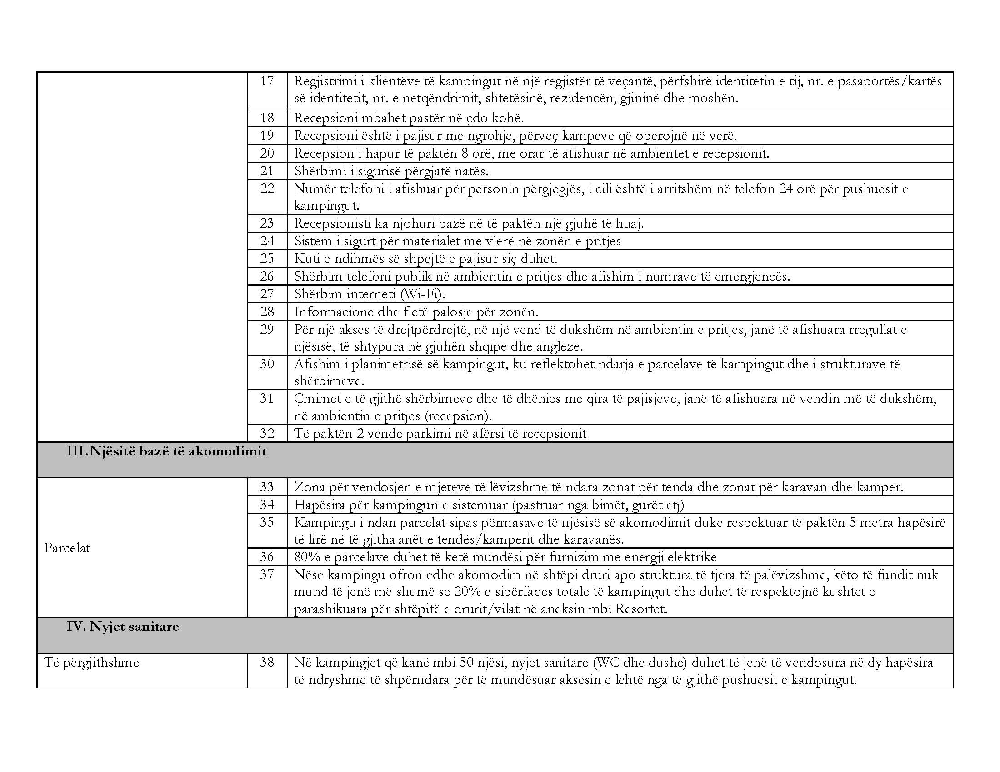 17 Regjistrimi i klientëve të kampingut në një regjistër të veçantë, përfshirë identitetin e tij, nr. e pasaportës/kartës
së identitetit, nr. e netqëndrimit, shtetësinë, rezidencën, gjininë dhe moshën.
18 Recepsioni mbahet pastër në çdo kohë.
19 Recepsioni është i pajisur me ngrohje, përveç kampeve që operojnë në verë.
20 Recepsion i hapur të paktën 8 orë, me orar të afishuar në ambientet e recepsionit.
21 Shërbimi i sigurisë përgjatë natës.
22 Numër telefoni i afishuar për personin përgjegjës, i cili është i arritshëm në telefon 24 orë për pushuesit e
kampingut.
23 Recepsionisti ka njohuri bazë në të paktën një gjuhë të huaj.
24 Sistem i sigurt për materialet me vlerë në zonën e pritjes
25 Kuti e ndihmës së shpejtë e pajisur siç duhet.
26 Shërbim telefoni publik në ambientin e pritjes dhe afishim i numrave të emergjencës.
27 Shërbim interneti (Wi-Fi).
28 Informacione dhe fletë palosje për zonën.
29 Për një akses të drejtpërdrejtë, në një vend të dukshëm në ambientin e pritjes, janë të afishuara rregullat e
njësisë, të shtypura në gjuhën shqipe dhe angleze.
30 Afishim i planimetrisë së kampingut, ku reflektohet ndarja e parcelave të kampingut dhe i strukturave të
shërbimeve.
31 Çmimet e të gjithë shërbimeve dhe të dhënies me qira të pajisjeve, janë të afishuara në vendin më të dukshëm,
në ambientin e pritjes (recepsion).
32 Të paktën 2 vende parkimi në afërsi të recepsionit
III. Njësitë bazë të akomodimit
Parcelat
33 Zona për vendosjen e mjeteve të lëvizshme të ndara zonat për tenda dhe zonat për karavan dhe kamper.
34 Hapësira për kampingun e sistemuar (pastruar nga bimët, gurët etj)
35 Kampingu i ndan parcelat sipas përmasave të njësisë së akomodimit duke respektuar të paktën 5 metra hapësirë
të lirë në të gjitha anët e tendës/kamperit dhe karavanës.
36 80% e parcelave duhet të ketë mundësi për furnizim me energji elektrike
37 Nëse kampingu ofron edhe akomodim në shtëpi druri apo struktura të tjera të palëvizshme, këto të fundit nuk
mund të jenë më shumë se 20% e sipërfaqes totale të kampingut dhe duhet të respektojnë kushtet e
parashikuara për shtëpitë e drurit/vilat në aneksin mbi Resortet.
IV. Nyjet sanitare
Të përgjithshme 38 Në kampingjet që kanë mbi 50 njësi, nyjet sanitare (WC dhe dushe) duhet të jenë të vendosura në dy hapësira
të ndryshme të shpërndara për të mundësuar aksesin e lehtë nga të gjithë pushuesit e kampingut.